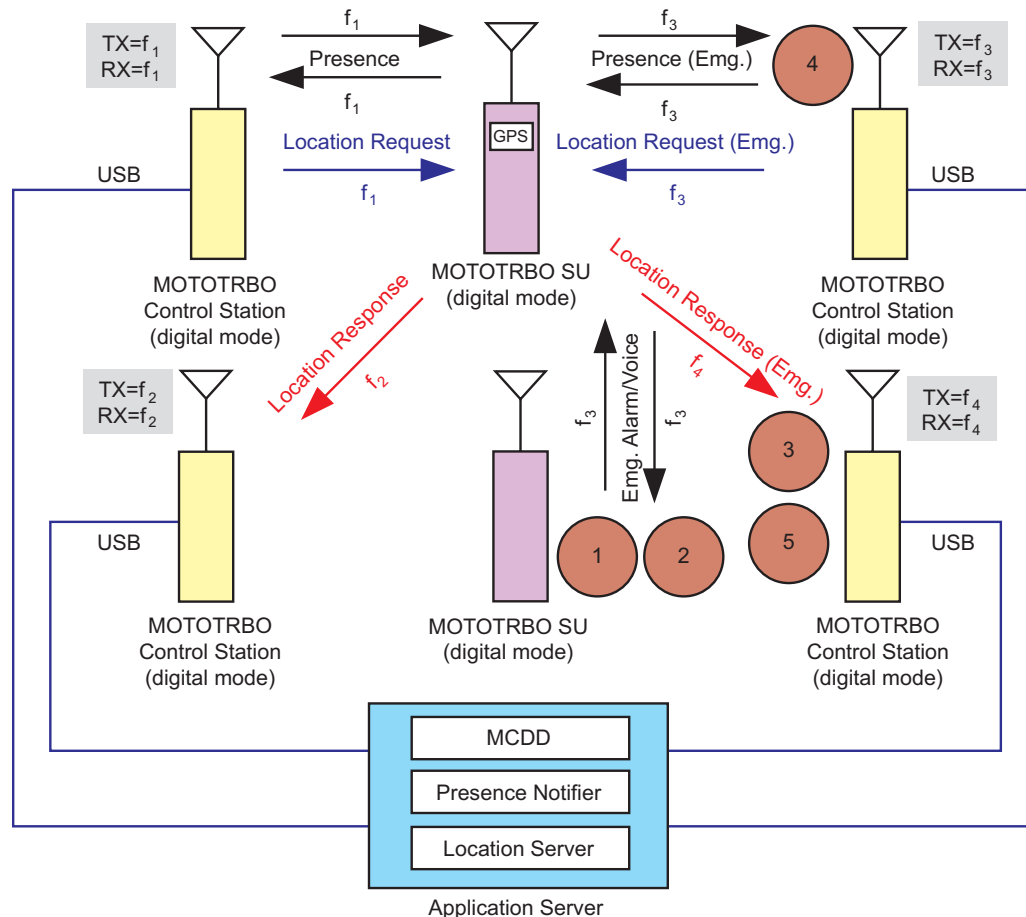 TX=f1
RX=f1
f1
Presence
f1
f3
Presence (Emg.)
f3
4
TX=f3
RX=f3
GPS
Location Request
f1
Location Request (Emg.)
f3
USB
USB
MOTOTRBO
Control Station
(digital mode)
MOTOTRBO SU
(digital mode)
MOTOTRBO
Control Station
(digital mode)
Location Response
f2
Location Response (Emg.)
f4
TX=f2
RX=f2
f3
Emg. Alarm/Voice
f3
TX=f4
RX=f4
3
USB
1
2
5
USB
MOTOTRBO
Control Station
(digital mode)
MOTOTRBO SU
(digital mode)
MOTOTRBO
Control Station
(digital mode)
MCDD
Presence Notifier
Location Server
Application Server